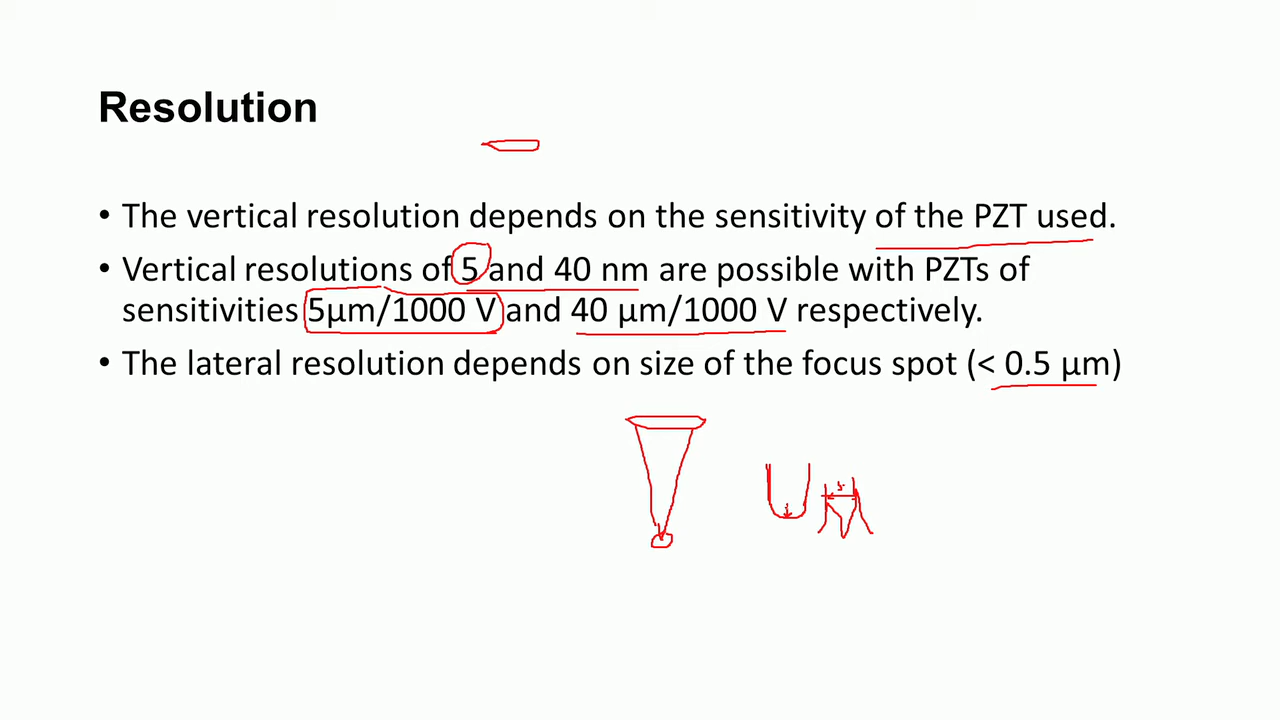 Resolution
• The vertical resolution depends on the sensitivity of the PZT used.
• Vertical resolutions of 5 and 40 nm are possible with PZTs of
sensitivities 5µm/1000 V and 40 µm/1000 V respectively.
• The lateral resolution depends on size of the focus spot (< 0.5 µm)